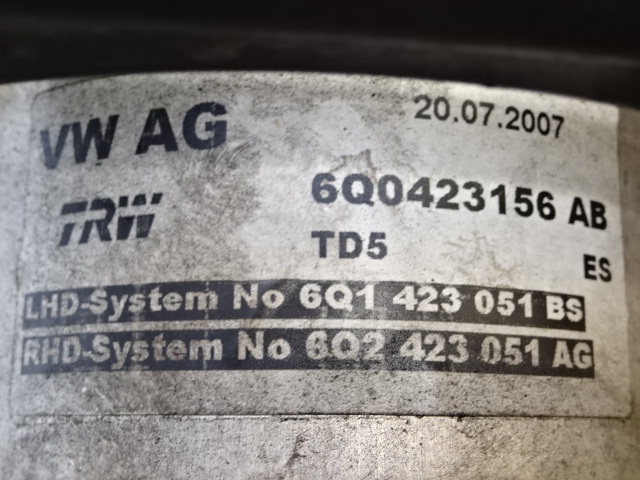 VW AG 20.07.2007
TRW 6Q0423156 AB
TD5 ES
LHD-System No 6Q1 423 051 BS
RHD-System No 6Q2 423 051 AG